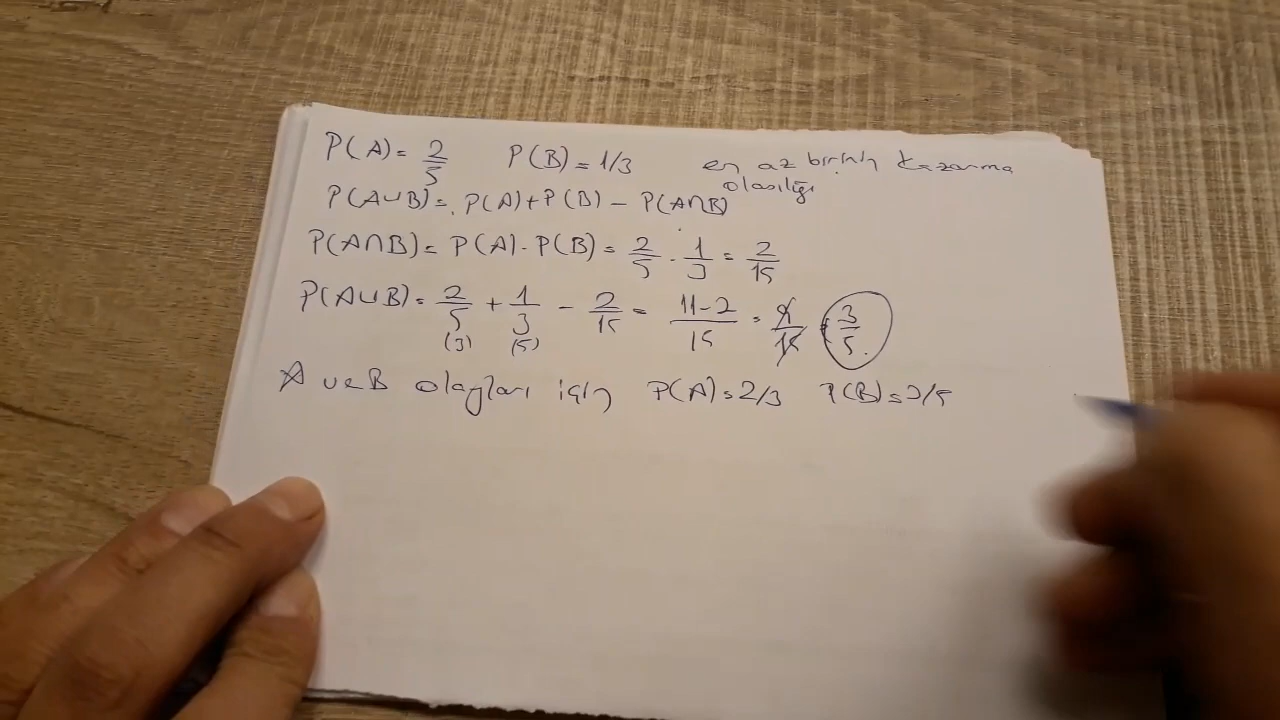 P(A) = 2/5 P(B) = 1/3 en az birinin kazanma
olasılığı
P(A∪B) = P(A) + P(B) - P(A∩B)
P(A∩B) = P(A) · P(B) = 2/5 · 1/3 = 2/15
P(A∪B) = 2/5 + 1/3 - 2/15 = 11-2/15 = 9/15 = 3/5
(3) (5)
A ve B olayları için P(A) = 2/3 P(B) =